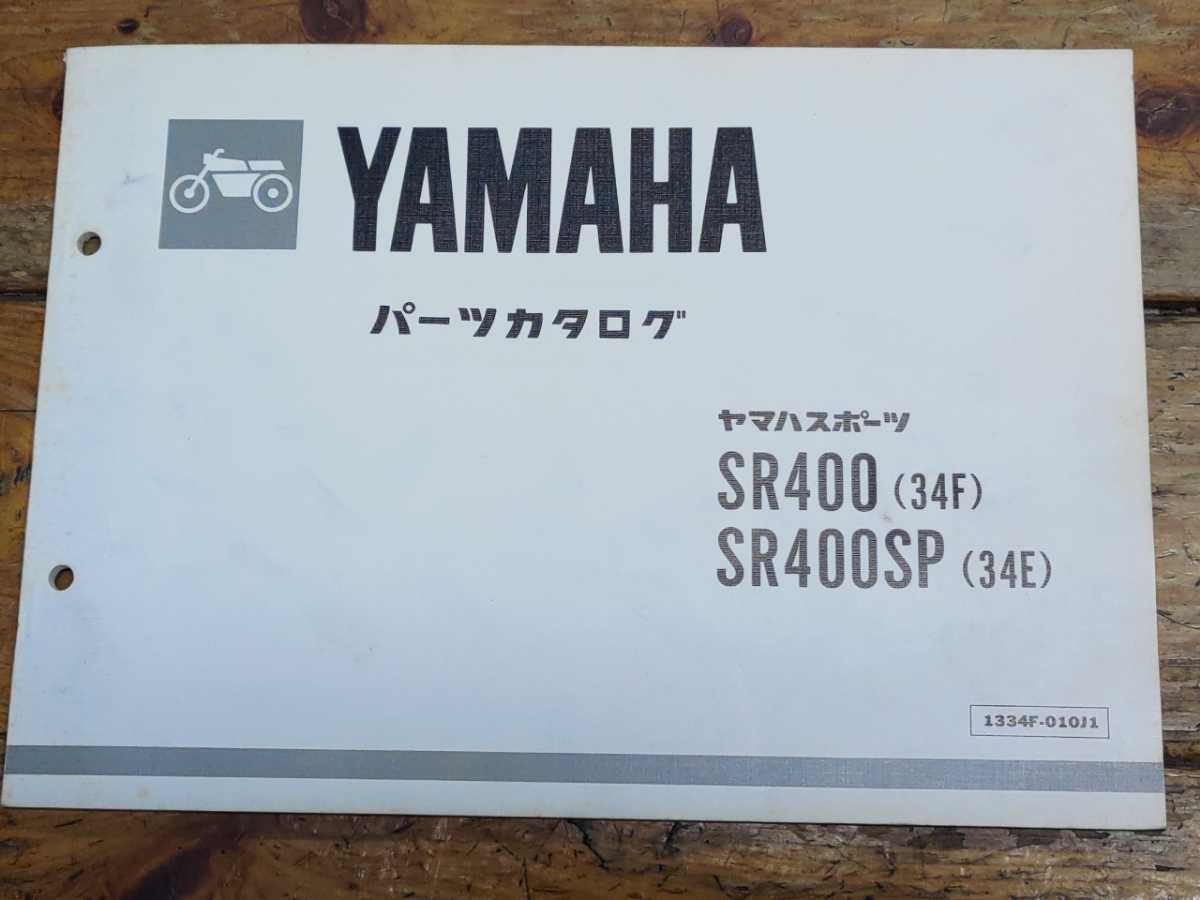 YAMAHA
パーツカタログ
ヤマハスポーツ
SR400 (34F)
SR400SP (34E)
1334F-010J1